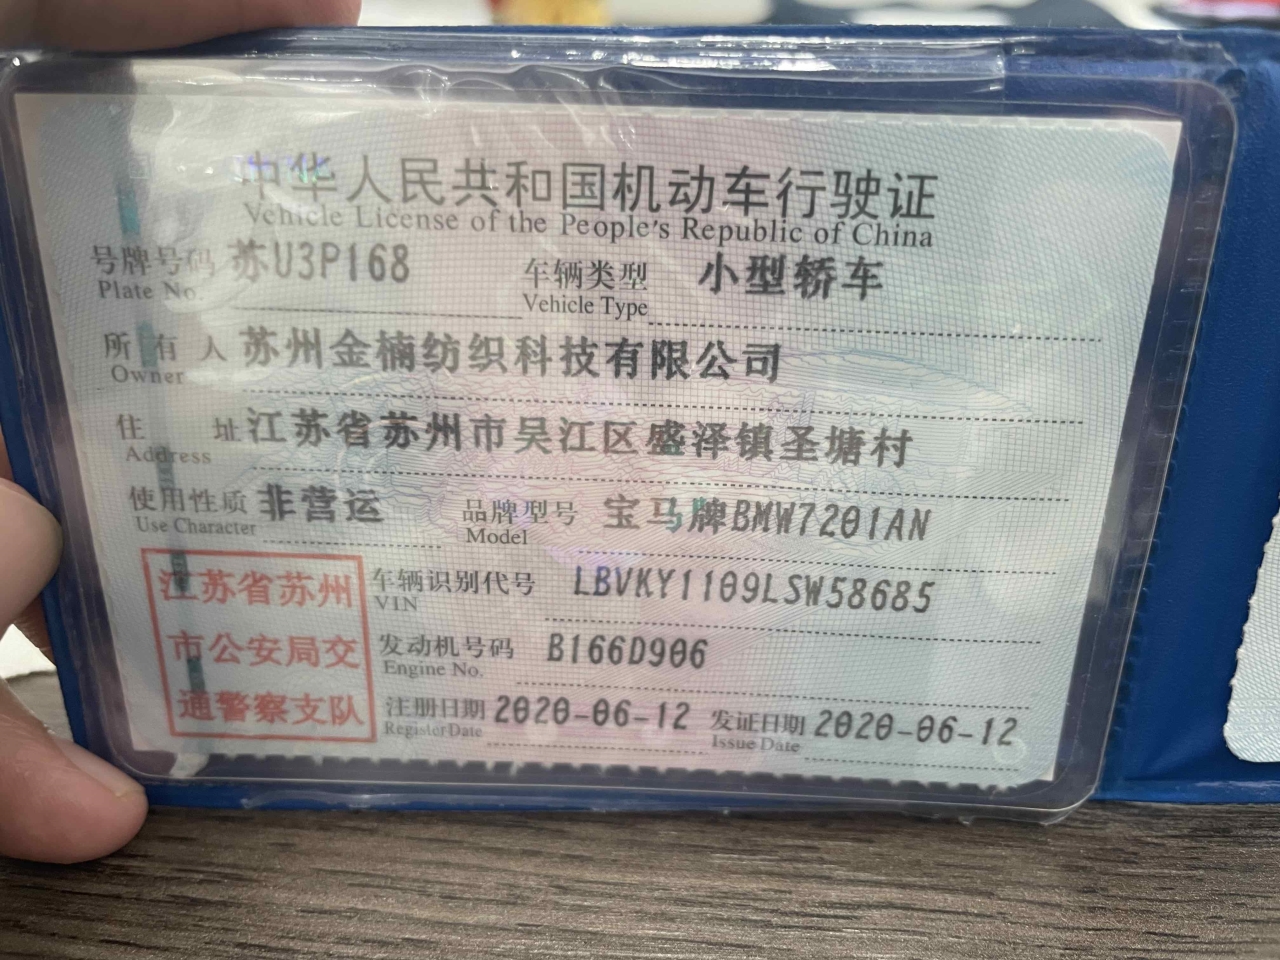 中华人民共和国机动车行驶证
Vehicle License of the People's Republic of China
号牌号码 苏U3P168 车辆类型 小型轿车
Plate No. Vehicle Type
所有人 苏州金楠纺织科技有限公司
Owner
住址 江苏省苏州市吴江区盛泽镇圣塘村
Address
使用性质 非营运 品牌型号 宝马牌BMW7201AN
Use Character Model
江苏省苏州
市公安局交
通警察支队
车辆识别代号 LBVKY1109LSW58685
VIN
发动机号码 B166D906
Engine No.
注册日期 2020-06-12 发证日期 2020-06-12
Register Date Issue Date